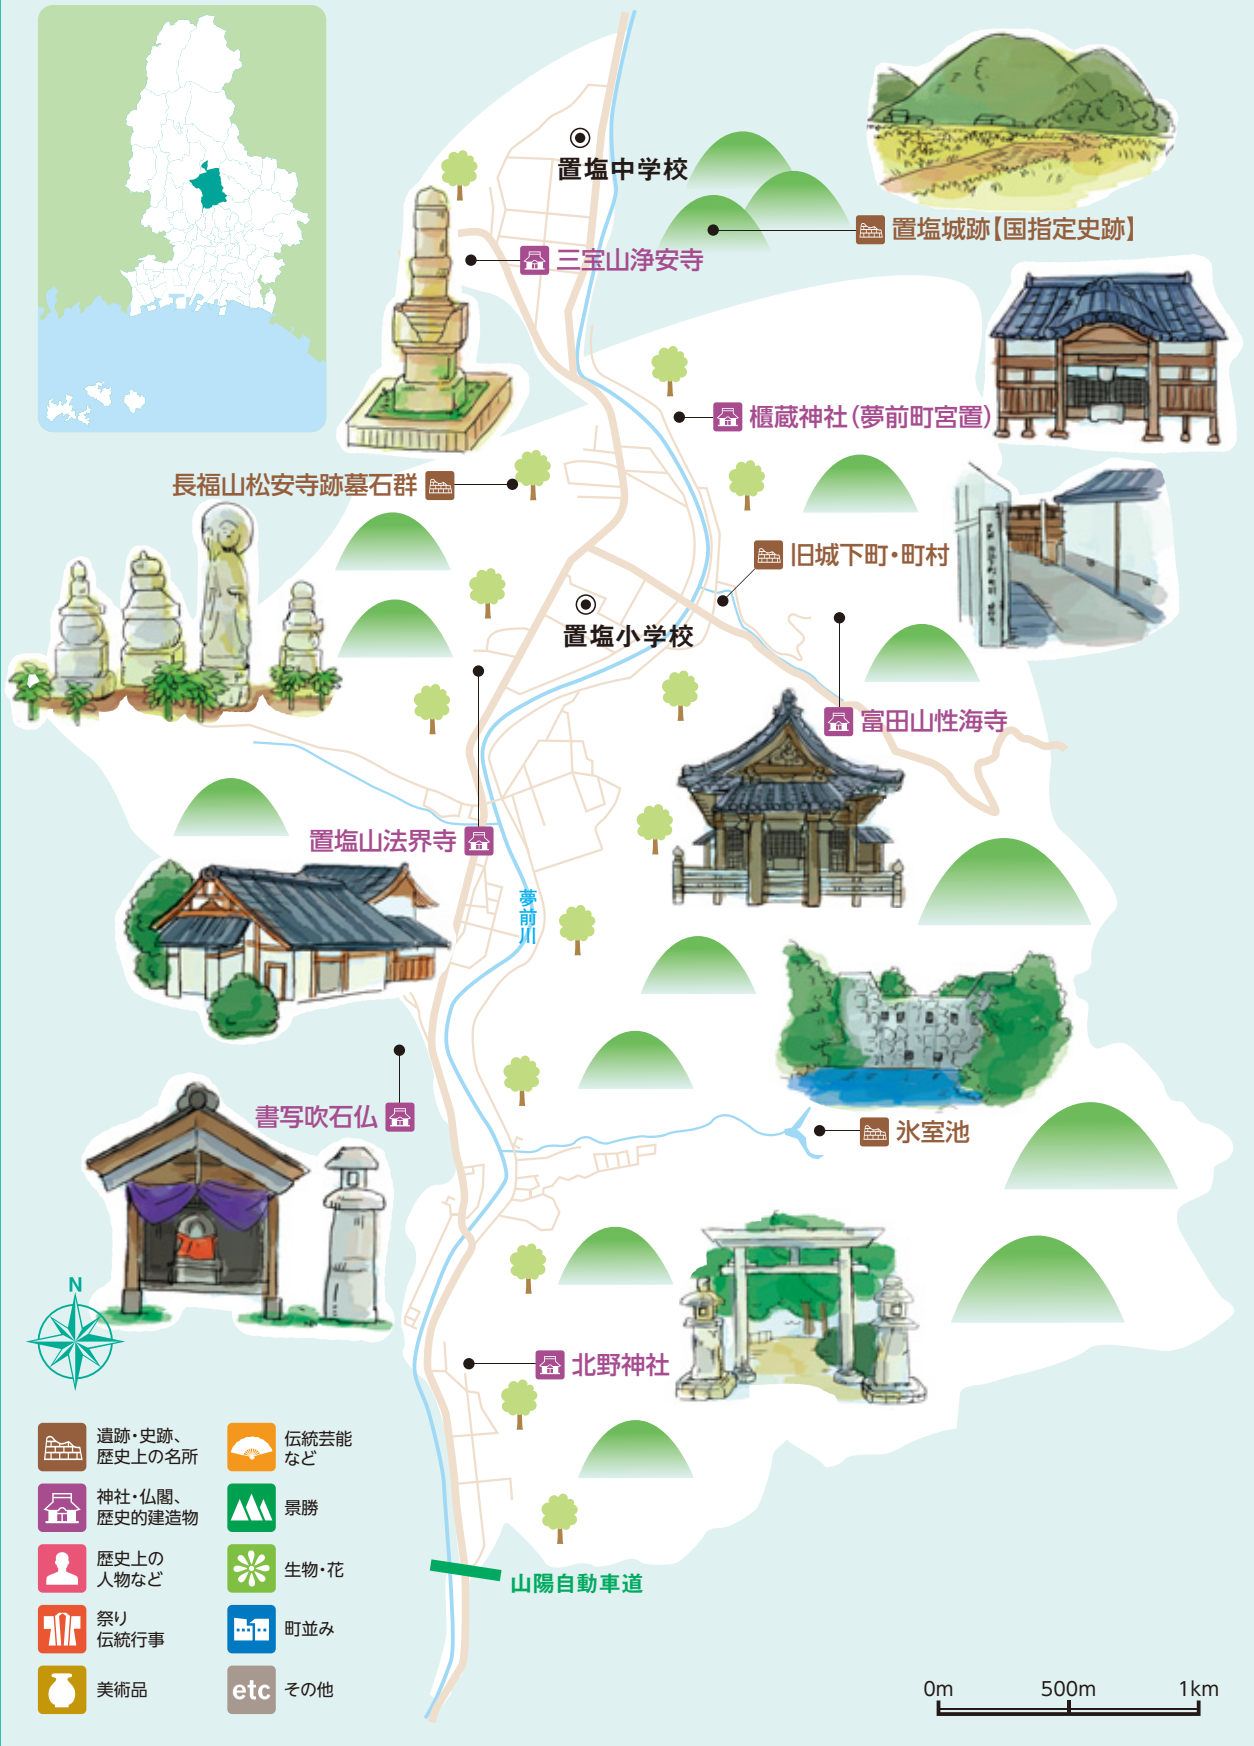 置塩中学校
置塩城跡【国指定史跡】
三宝山浄安寺
櫃蔵神社（夢前町宮置）
長福山松安寺跡墓石群
旧城下町・町村
置塩小学校
富田山性海寺
置塩山法界寺
夢前川
書写吹石仏
氷室池
N
北野神社
山陽自動車道
遺跡・史跡、
歴史上の名所
神社・仏閣、
歴史的建造物
歴史上の
人物など
祭り
伝統行事
美術品
伝統芸能
など
景勝
生物・花
町並み
etc
その他
0m 500m 1km